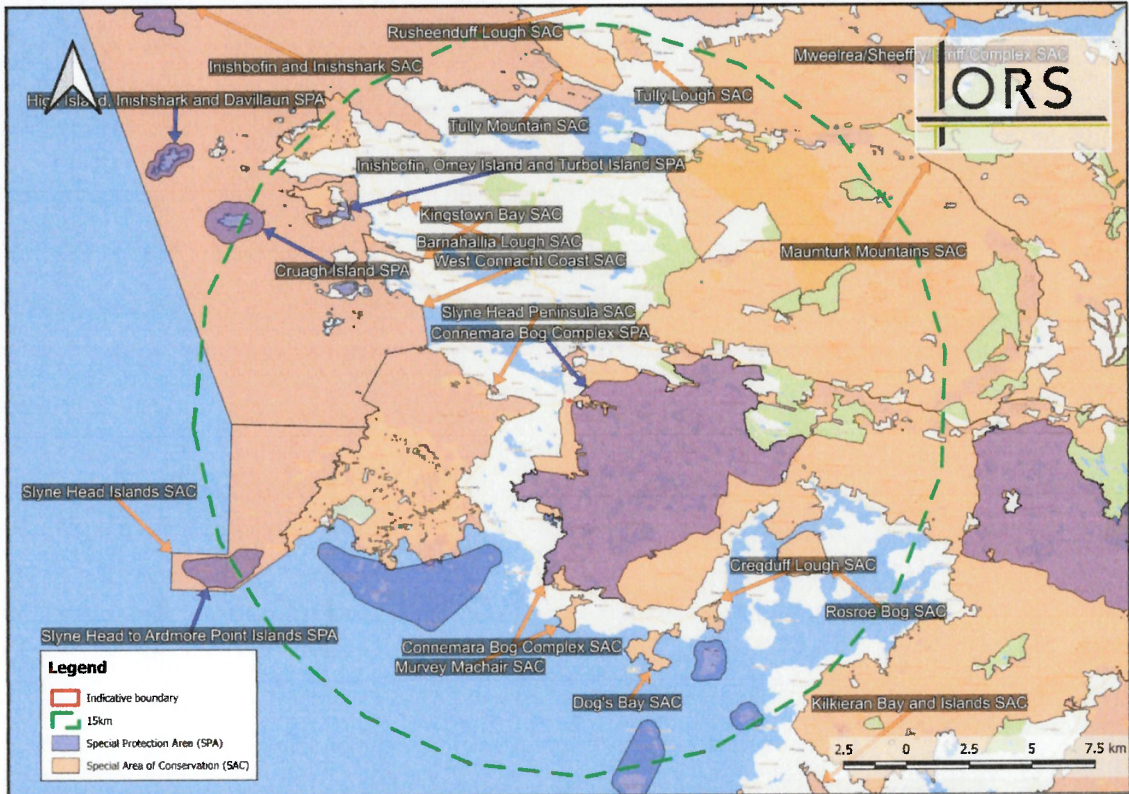 Rusheenduff Lough SAC
Mweelrea/Sheeffry/Erriff Complex SAC
IORS
Inishbofin and Inishshark SAC
High Island, Inishshark and Davillaun SPA
Tully Lough SAC
Tully Mountain SAC
Inishbofin, Omey Island and Turbot Island SPA
Kingstown Bay SAC
Barnahallia Lough SAC
West Connacht Coast SAC
Maumturk Mountains SAC
Cruagh Island SPA
Slyne Head Peninsula SAC
Connemara Bog Complex SPA
Slyne Head Islands SAC
Cregduff Lough SAC
Rosroe Bog SAC
Slyne Head to Ardmore Point Islands SPA
Connemara Bog Complex SAC
Murvey Machair SAC
Dog's Bay SAC
Kilkieran Bay and Islands SAC
Legend
Indicative boundary
15km
Special Protection Area (SPA)
Special Area of Conservation (SAC)
2.5 0 2.5 5 7.5 km